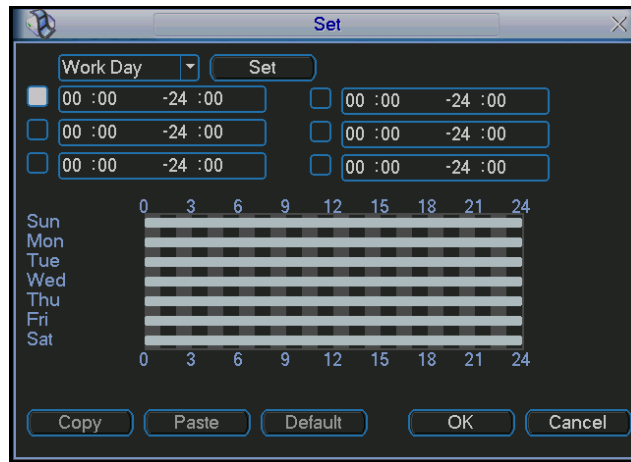 Set
Work Day Set
00 :00 -24 :00 00 :00 -24 :00
00 :00 -24 :00 00 :00 -24 :00
00 :00 -24 :00 00 :00 -24 :00
0 3 6 9 12 15 18 21 24
Sun
Mon
Tue
Wed
Thu
Fri
Sat
0 3 6 9 12 15 18 21 24
Copy Paste Default OK Cancel